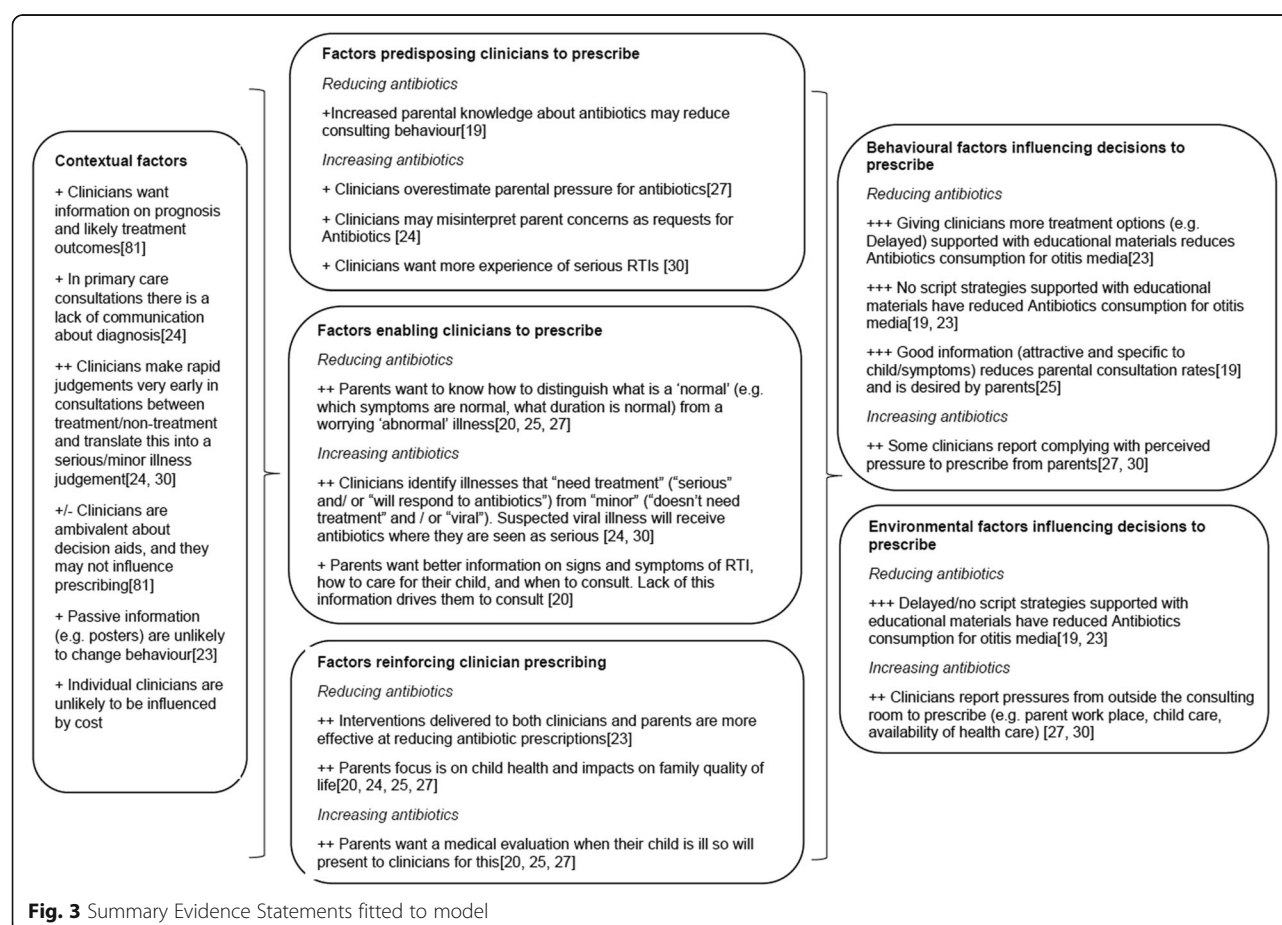 Contextual factors
+ Clinicians want
information on prognosis
and likely treatment
outcomes[81]
+ In primary care
consultations there is a
lack of communication
about diagnosis[24]
++ Clinicians make rapid
judgements very early in
consultations between
treatment/non-treatment
and translate this into a
serious/minor illness
judgement[24, 30]
+/- Clinicians are
ambivalent about
decision aids, and they
may not influence
prescribing[81]
+ Passive information
(e.g. posters) are unlikely
to change behaviour[23]
+ Individual clinicians are
unlikely to be influenced
by cost
Factors predisposing clinicians to prescribe
Reducing antibiotics
+Increased parental knowledge about antibiotics may reduce
consulting behaviour[19]
Increasing antibiotics
+ Clinicians overestimate parental pressure for antibiotics[27]
+ Clinicians may misinterpret parent concerns as requests for
Antibiotics [24]
+ Clinicians want more experience of serious RTIs [30]
Factors enabling clinicians to prescribe
Reducing antibiotics
++ Parents want to know how to distinguish what is a ‘normal’ (e.g.
which symptoms are normal, what duration is normal) from a
worrying ‘abnormal’ illness[20, 25, 27]
Increasing antibiotics
++ Clinicians identify illnesses that “need treatment” (“serious”
and/ or “will respond to antibiotics”) from “minor” (“doesn’t need
treatment” and / or “viral”). Suspected viral illness will receive
antibiotics where they are seen as serious [24, 30]
+ Parents want better information on signs and symptoms of RTI,
how to care for their child, and when to consult. Lack of this
information drives them to consult [20]
Factors reinforcing clinician prescribing
Reducing antibiotics
++ Interventions delivered to both clinicians and parents are more
effective at reducing antibiotic prescriptions[23]
++ Parents focus is on child health and impacts on family quality of
life[20, 24, 25, 27]
Increasing antibiotics
++ Parents want a medical evaluation when their child is ill so will
present to clinicians for this[20, 25, 27]
Behavioural factors influencing decisions to
prescribe
Reducing antibiotics
+++ Giving clinicians more treatment options (e.g.
Delayed) supported with educational materials reduces
Antibiotics consumption for otitis media[23]
+++ No script strategies supported with educational
materials have reduced Antibiotics consumption for otitis
media[19, 23]
+++ Good information (attractive and specific to
child/symptoms) reduces parental consultation rates[19]
and is desired by parents[25]
Increasing antibiotics
++ Some clinicians report complying with perceived
pressure to prescribe from parents[27, 30]
Environmental factors influencing decisions to
prescribe
Reducing antibiotics
+++ Delayed/no script strategies supported with
educational materials have reduced Antibiotics
consumption for otitis media[19, 23]
Increasing antibiotics
++ Clinicians report pressures from outside the consulting
room to prescribe (e.g. parent work place, child care,
availability of health care) [27, 30]
Fig. 3 Summary Evidence Statements fitted to model